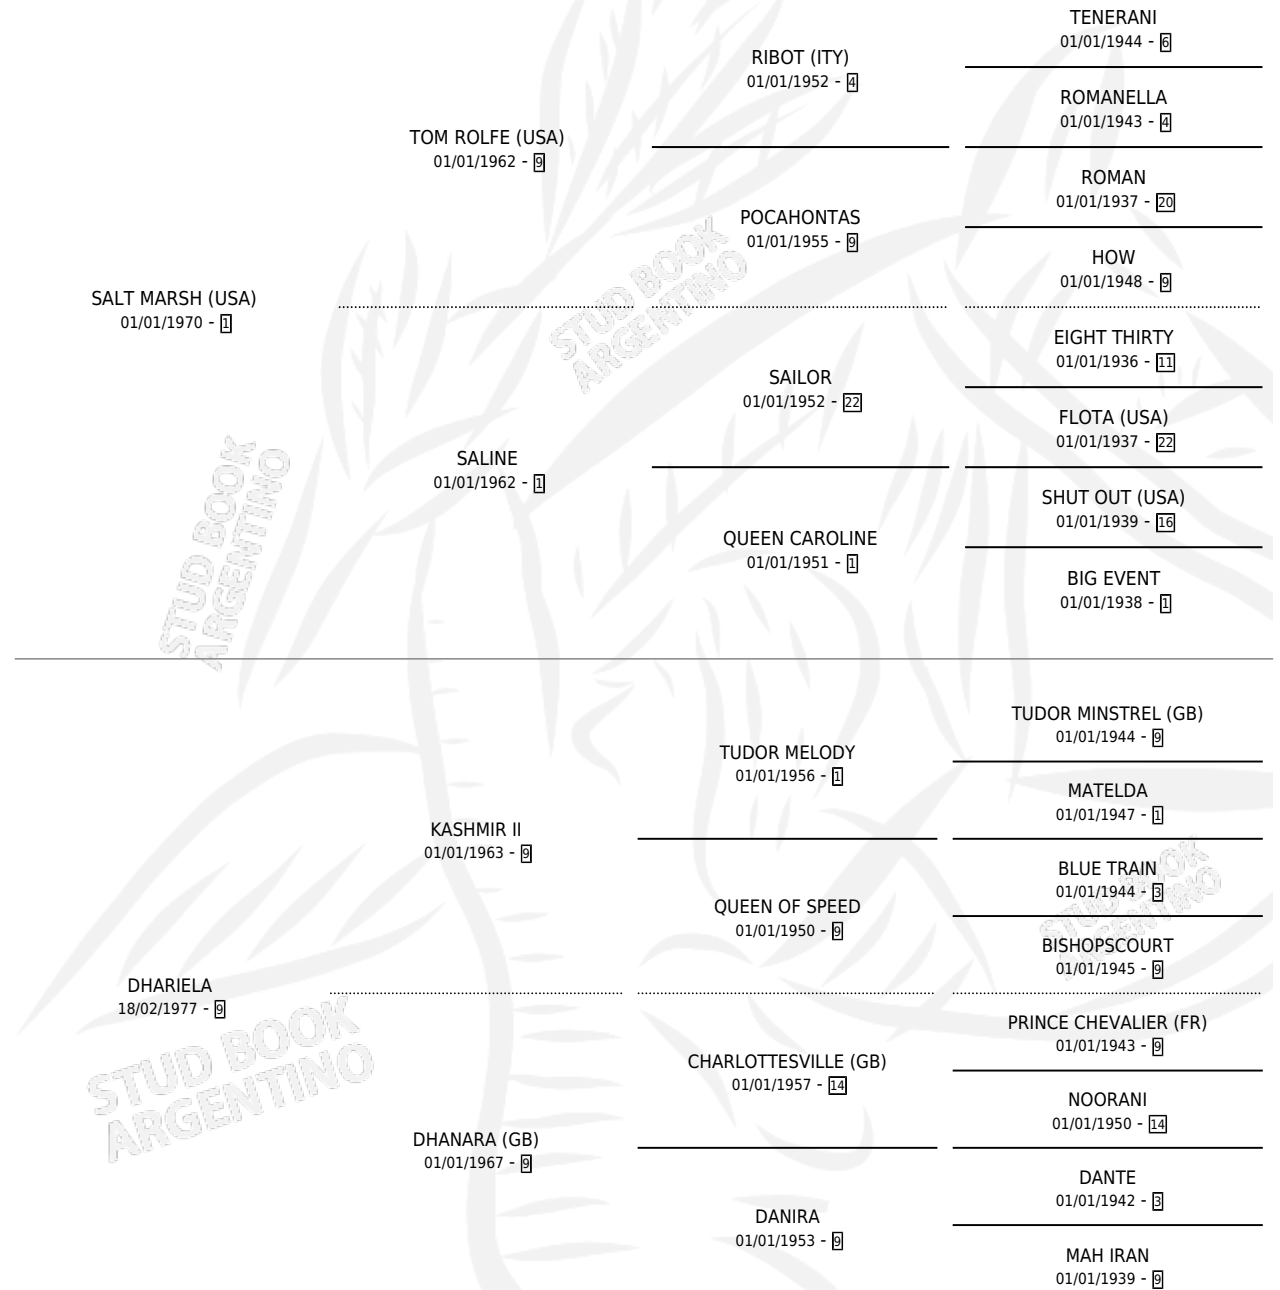 TENERANI
01/01/1944 - 6
RIBOT (ITY)
01/01/1952 - 4
ROMANELLA
01/01/1943 - 4
TOM ROLFE (USA)
01/01/1962 - 9
ROMAN
01/01/1937 - 20
POCAHONTAS
01/01/1955 - 9
HOW
01/01/1948 - 9
SALT MARSH (USA)
01/01/1970 - 1
STUD BOOK
ARGENTINO
EIGHT THIRTY
01/01/1936 - 11
SAILOR
01/01/1952 - 22
FLOTA (USA)
01/01/1937 - 22
SALINE
01/01/1962 - 1
SHUT OUT (USA)
01/01/1939 - 16
QUEEN CAROLINE
01/01/1951 - 1
BIG EVENT
01/01/1938 - 1
STUD BOOK
ARGENTINO
TUDOR MINSTREL (GB)
01/01/1944 - 9
TUDOR MELODY
01/01/1956 - 1
MATELDA
01/01/1947 - 1
KASHMIR II
01/01/1963 - 9
BLUE TRAIN
01/01/1944 - 3
QUEEN OF SPEED
01/01/1950 - 9
STUD BOOK
ARGENTINO
BISHOPSCOURT
01/01/1945 - 9
DHARIELA
18/02/1977 - 9
PRINCE CHEVALIER (FR)
01/01/1943 - 9
STUD BOOK
ARGENTINO
CHARLOTTESVILLE (GB)
01/01/1957 - 14
NOORANI
01/01/1950 - 14
DHANARA (GB)
01/01/1967 - 9
DANTE
01/01/1942 - 3
DANIRA
01/01/1953 - 9
MAH IRAN
01/01/1939 - 9